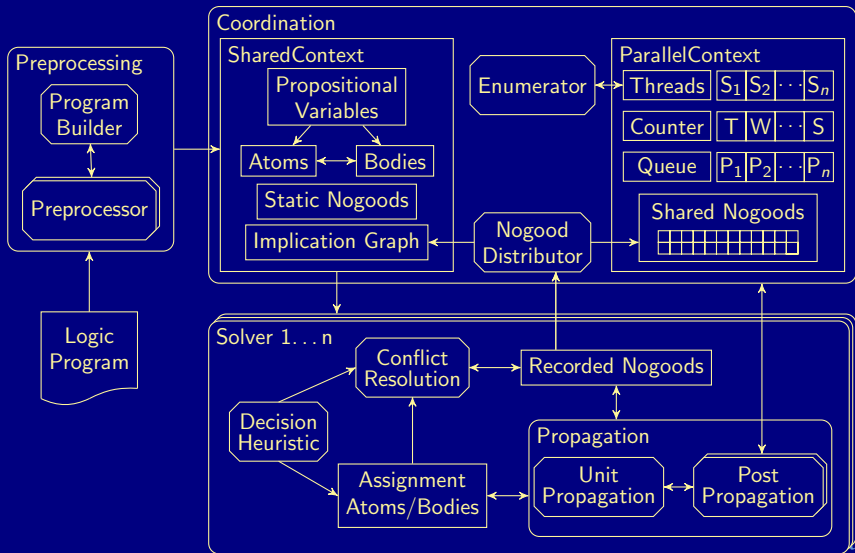 Coordination
Preprocessing
Program
Builder
Preprocessor
Logic
Program
SharedContext
Propositional
Variables
Atoms
Bodies
Static Nogoods
Implication Graph
Enumerator
Nogood
Distributor
ParallelContext
Threads S₁ S₂ ··· Sₙ
Counter T W ··· S
Queue P₁ P₂ ··· Pₙ
Shared Nogoods
Solver 1...n
Conflict
Resolution
Recorded Nogoods
Decision
Heuristic
Assignment
Atoms/Bodies
Propagation
Unit
Propagation
Post
Propagation